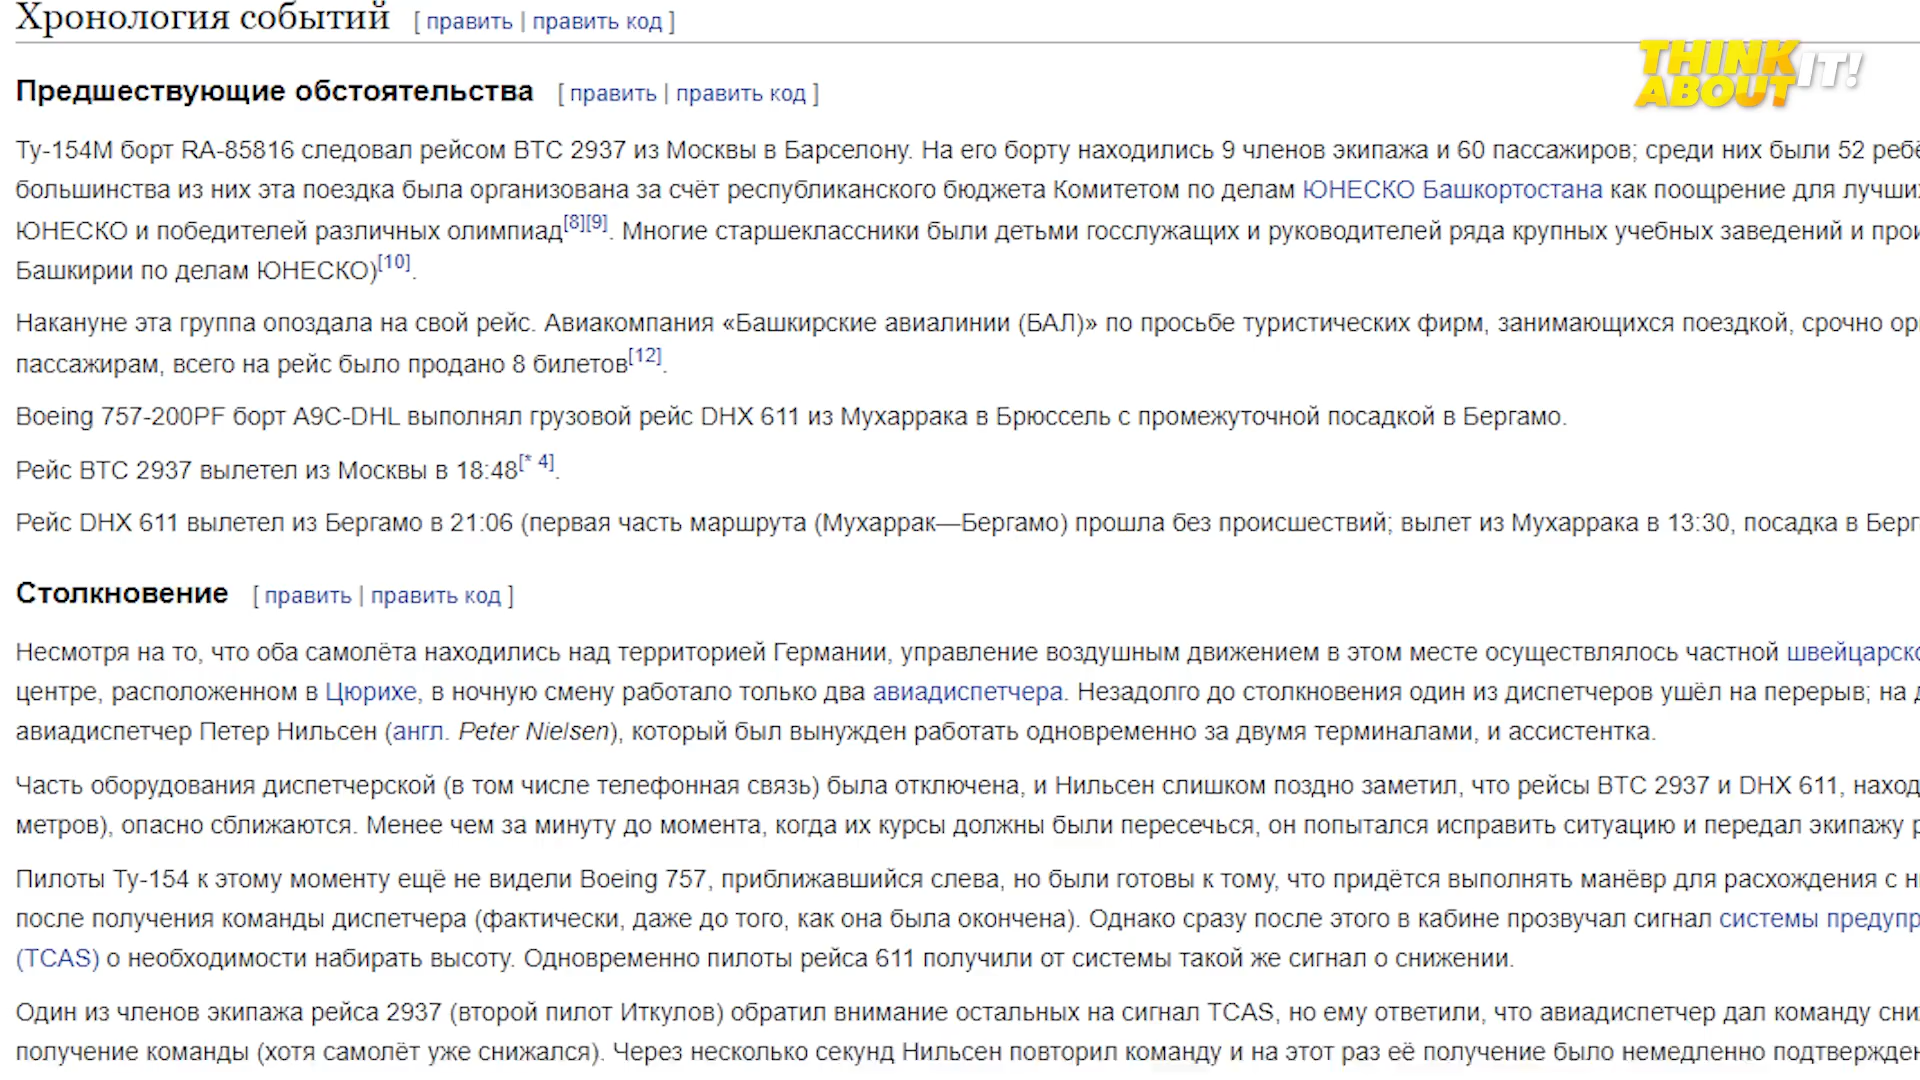 Хронология событий [ править | править код ]
THINK ABOUT IT!
Предшествующие обстоятельства [ править | править код ]
Ту-154М борт RA-85816 следовал рейсом BTC 2937 из Москвы в Барселону. На его борту находились 9 членов экипажа и 60 пассажиров; среди них были 52
большинства из них эта поездка была организована за счёт республиканского бюджета Комитетом по делам ЮНЕСКО Башкортостана как поощрение для
ЮНЕСКО и победителей различных олимпиад[8][9]. Многие старшеклассники были детьми госслужащих и руководителей ряда крупных учебных заведений и
Башкирии по делам ЮНЕСКО)[10].
Накануне эта группа опоздала на свой рейс. Авиакомпания «Башкирские авиалинии (БАЛ)» по просьбе туристических фирм, занимающихся поездкой, срочно
пассажирам, всего на рейс было продано 8 билетов[12].
Boeing 757-200PF борт A9C-DHL выполнял грузовой рейс DHX 611 из Мухаррака в Брюссель с промежуточной посадкой в Бергамо.
Рейс BTC 2937 вылетел из Москвы в 18:48[* 4].
Рейс DHX 611 вылетел из Бергамо в 21:06 (первая часть маршрута (Мухаррак—Бергамо) прошла без происшествий; вылет из Мухаррака в 13:30, посадка в
Столкновение [ править | править код ]
Несмотря на то, что оба самолёта находились над территорией Германии, управление воздушным движением в этом месте осуществлялось частной
центре, расположенном в Цюрихе, в ночную смену работало только два авиадиспетчера. Незадолго до столкновения один из диспетчеров ушёл на перерыв; на
авиадиспетчер Петер Нильсен (англ. Peter Nielsen), который был вынужден работать одновременно за двумя терминалами, и ассистентка.
Часть оборудования диспетчерской (в том числе телефонная связь) была отключена, и Нильсен слишком поздно заметил, что рейсы BTC 2937 и DHX 611,
метров), опасно сближаются. Менее чем за минуту до момента, когда их курсы должны были пересечься, он попытался исправить ситуацию и передал экипажу
Пилоты Ту-154 к этому моменту ещё не видели Boeing 757, приближавшийся слева, но были готовы к тому, что придётся выполнять манёвр для расхождения с
после получения команды диспетчера (фактически, даже до того, как она была окончена). Однако сразу после этого в кабине прозвучал сигнал системы
(TCAS) о необходимости набирать высоту. Одновременно пилоты рейса 611 получили от системы такой же сигнал о снижении.
Один из членов экипажа рейса 2937 (второй пилот Иткулов) обратил внимание остальных на сигнал TCAS, но ему ответили, что авиадиспетчер дал команду
получение команды (хотя самолёт уже снижался). Через несколько секунд Нильсен повторил команду и на этот раз её получение было немедленно